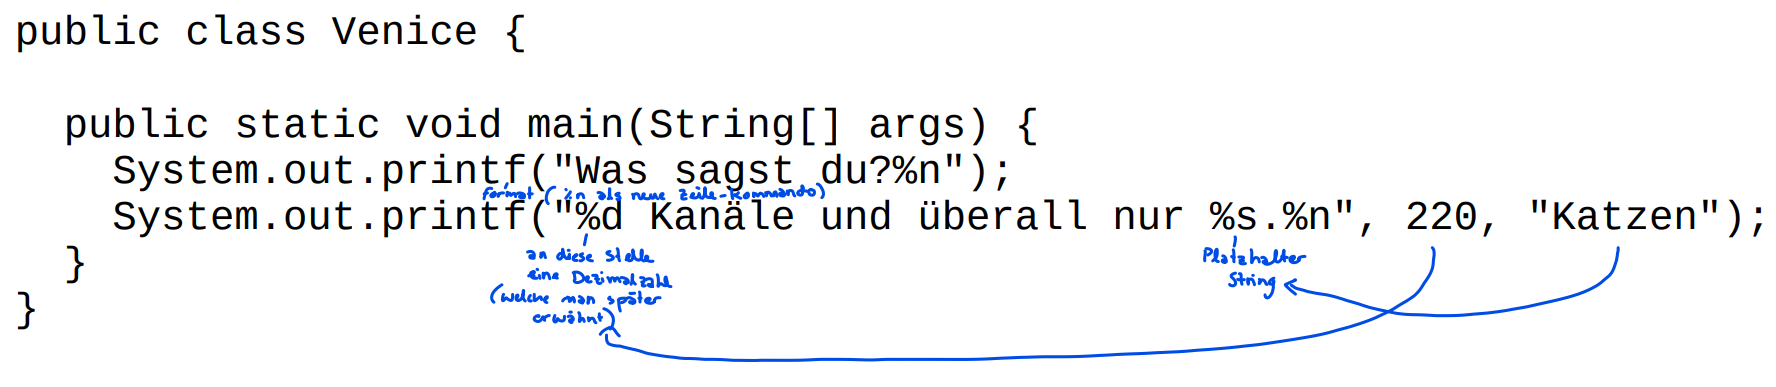 public class Venice {
public static void main(String[] args) {
System.out.printf("Was sagst du?%n");
format (%n als neue Zeile-Kommando)
System.out.printf("%d Kanäle und überall nur %s.%n", 220, "Katzen");
an diese Stelle
eine Dezimalzahl
(welche man später
erwähnt)
Platzhalter
String
}
}